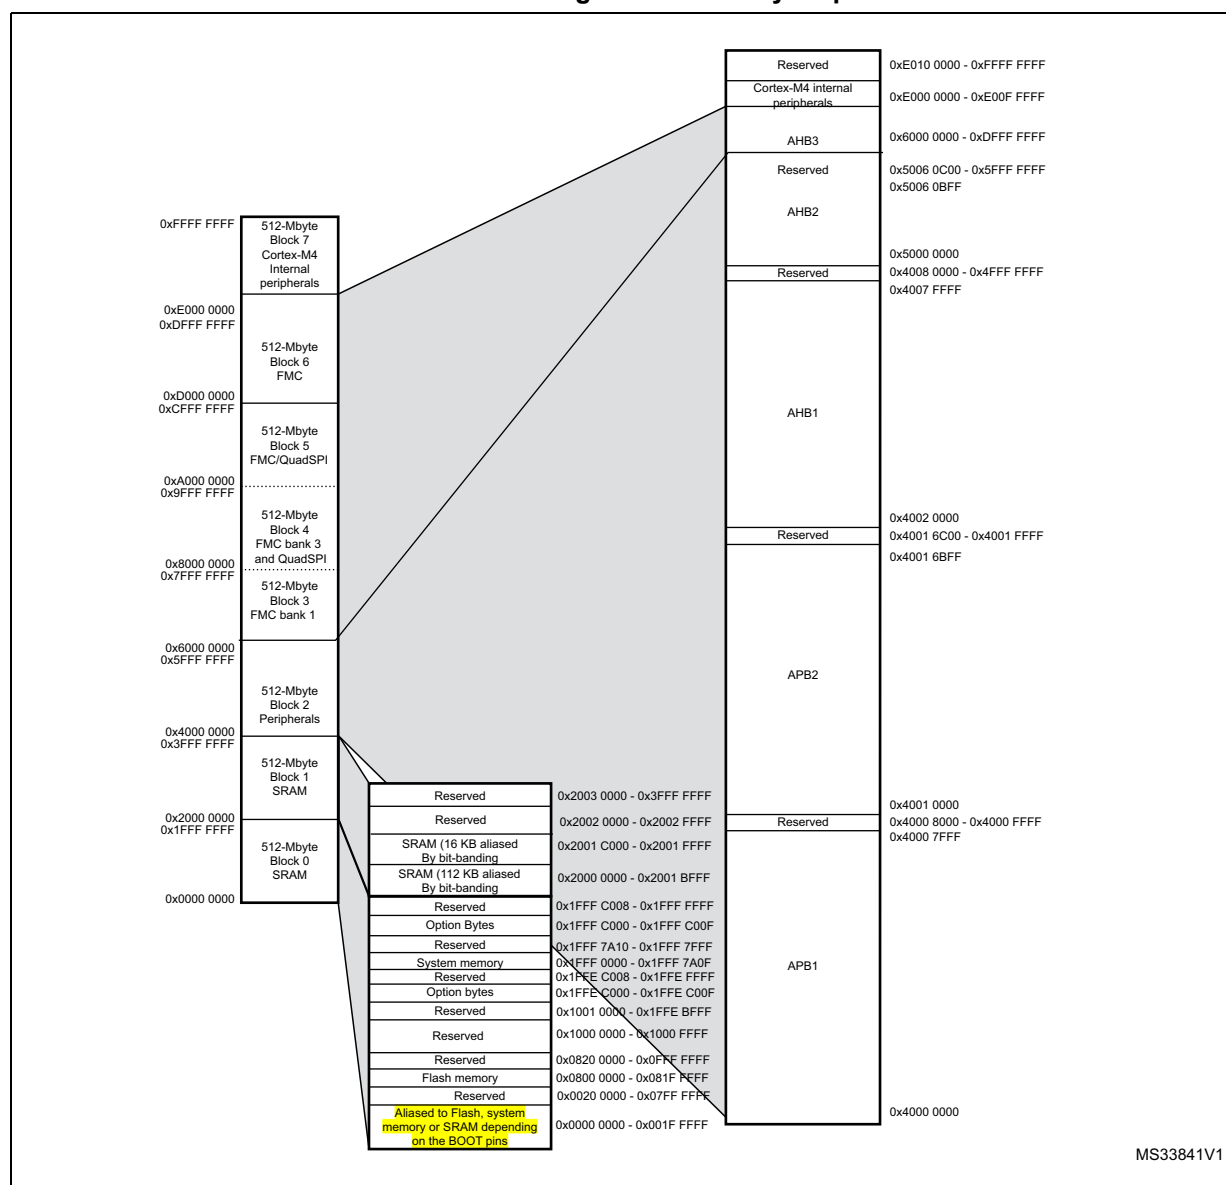 Reserved
0xE010 0000 - 0xFFFF FFFF
Cortex-M4 internal
peripherals
0xE000 0000 - 0xE00F FFFF
AHB3
0x6000 0000 - 0xDFFF FFFF
Reserved
0x5006 0C00 - 0x5FFF FFFF
0x5006 0BFF
AHB2
0x5000 0000
Reserved
0x4008 0000 - 0x4FFF FFFF
0x4007 FFFF
AHB1
0x4002 0000
Reserved
0x4001 6C00 - 0x4001 FFFF
0x4001 6BFF
APB2
0x4001 0000
Reserved
0x4000 8000 - 0x4000 FFFF
0x4000 7FFF
APB1
0x4000 0000
0xFFFF FFFF
512-Mbyte
Block 7
Cortex-M4
Internal
peripherals
0xE000 0000
0xDFFF FFFF
512-Mbyte
Block 6
FMC
0xD000 0000
0xCFFF FFFF
512-Mbyte
Block 5
FMC/QuadSPI
0xA000 0000
0x9FFF FFFF
512-Mbyte
Block 4
FMC bank 3
and QuadSPI
0x8000 0000
0x7FFF FFFF
512-Mbyte
Block 3
FMC bank 1
0x6000 0000
0x5FFF FFFF
512-Mbyte
Block 2
Peripherals
0x4000 0000
0x3FFF FFFF
512-Mbyte
Block 1
SRAM
0x2000 0000
0x1FFF FFFF
512-Mbyte
Block 0
SRAM
0x0000 0000
Reserved
0x2003 0000 - 0x3FFF FFFF
Reserved
0x2002 0000 - 0x2002 FFFF
SRAM (16 KB aliased
By bit-banding
0x2001 C000 - 0x2001 FFFF
SRAM (112 KB aliased
By bit-banding
0x2000 0000 - 0x2001 BFFF
Reserved
0x1FFF C008 - 0x1FFF FFFF
Option Bytes
0x1FFF C000 - 0x1FFF C00F
Reserved
0x1FFF 7A10 - 0x1FFF 7FFF
System memory
0x1FFF 0000 - 0x1FFF 7A0F
Reserved
0x1FFE C008 - 0x1FFE FFFF
Option bytes
0x1FFE C000 - 0x1FFE C00F
Reserved
0x1001 0000 - 0x1FFE BFFF
Reserved
0x1000 0000 - 0x1000 FFFF
Reserved
0x0820 0000 - 0x0FFF FFFF
Flash memory
0x0800 0000 - 0x081F FFFF
Reserved
0x0020 0000 - 0x07FF FFFF
Aliased to Flash, system
memory or SRAM depending
on the BOOT pins
0x0000 0000 - 0x001F FFFF
MS33841V1